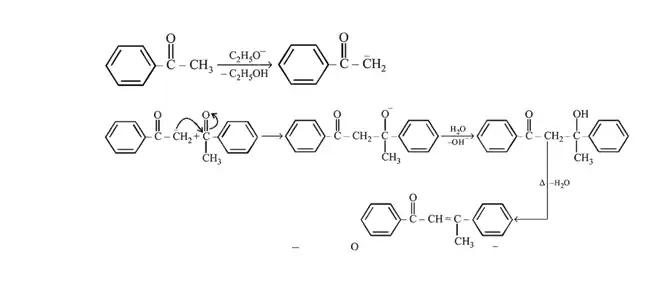 O C₂H₅O⁻ O
C – CH₃ – C₂H₅OH C – C̄H₂
O O O O⁻ O OH
C – CH₂ + C C – CH₂ – C H₂O –OH⁻ C – CH₂ – C
CH₃ CH₃ CH₃
Δ –H₂O
O
C – CH = C
CH₃
– O –